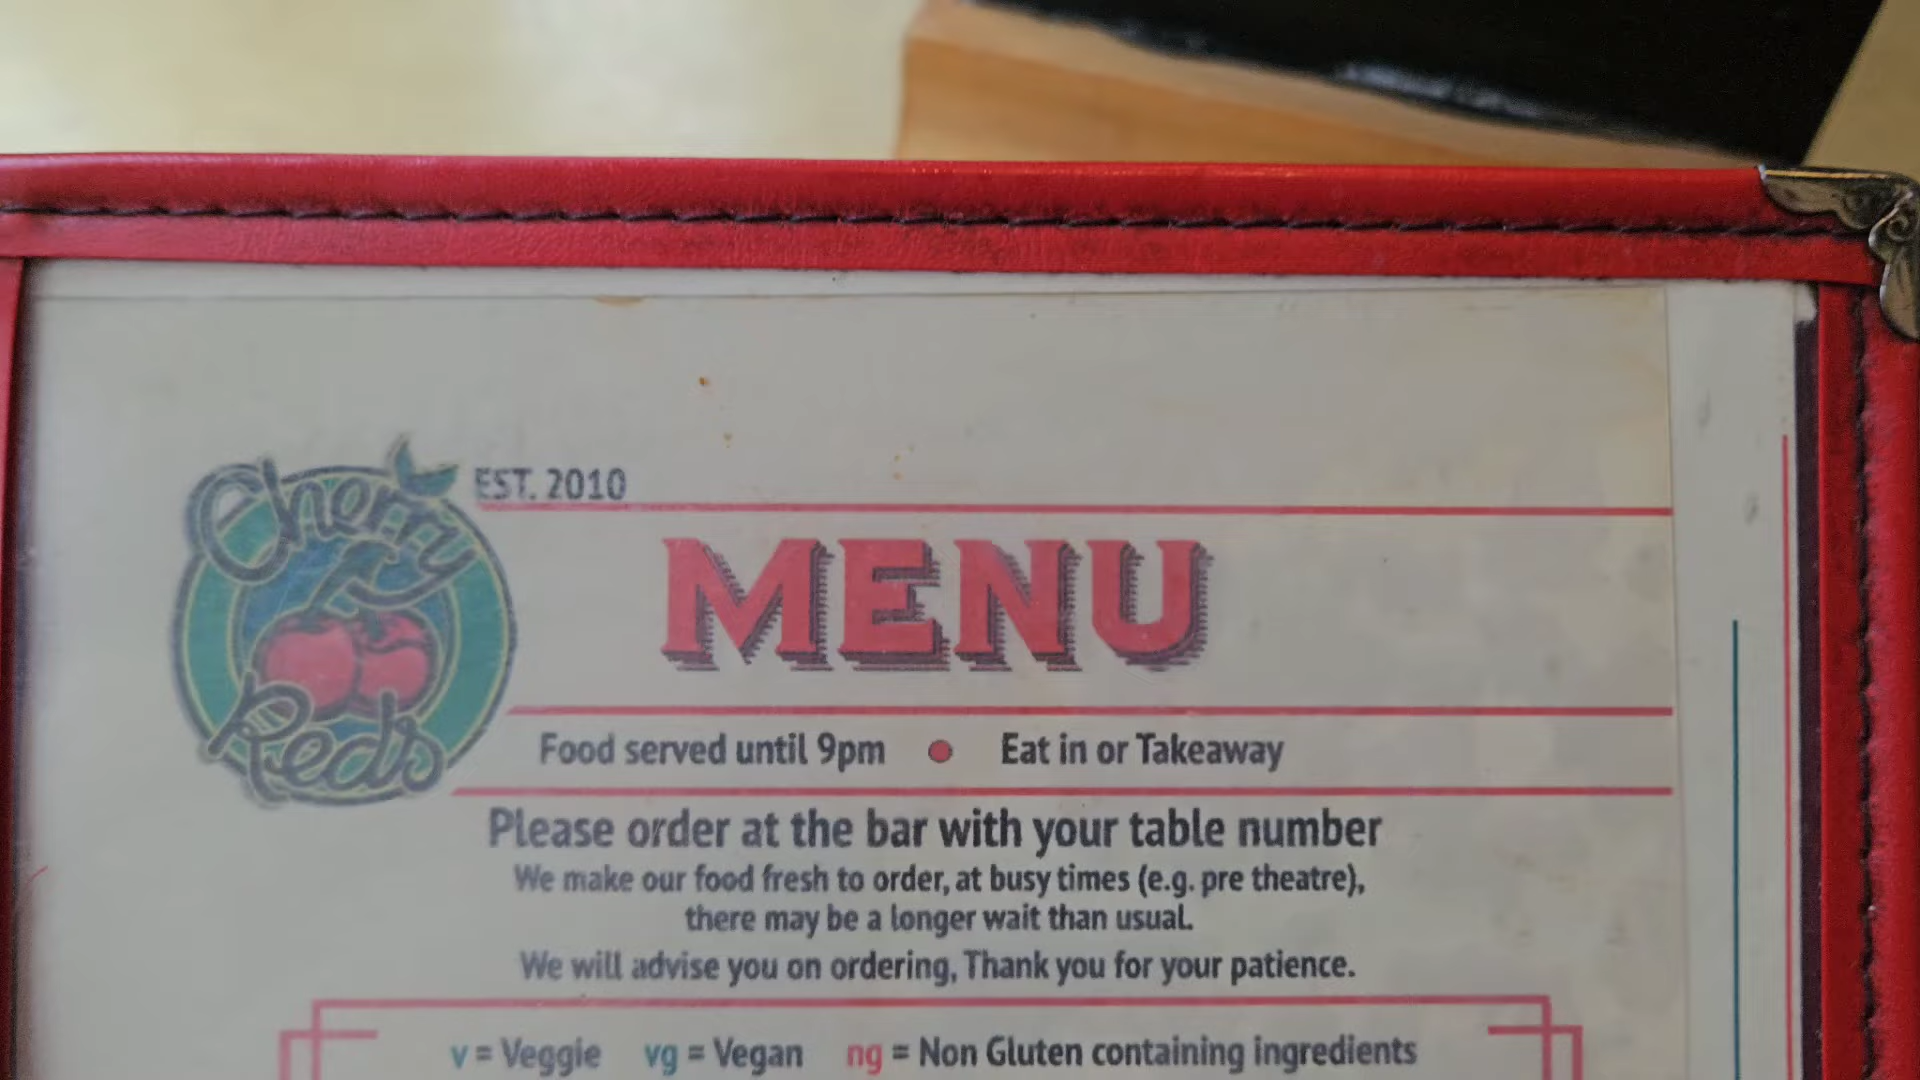 Cherry
Reds
EST. 2010
MENU
Food served until 9pm ● Eat in or Takeaway
Please order at the bar with your table number
We make our food fresh to order, at busy times (e.g. pre theatre),
there may be a longer wait than usual.
We will advise you on ordering, Thank you for your patience.
v = Veggie vg = Vegan ng = Non Gluten containing ingredients